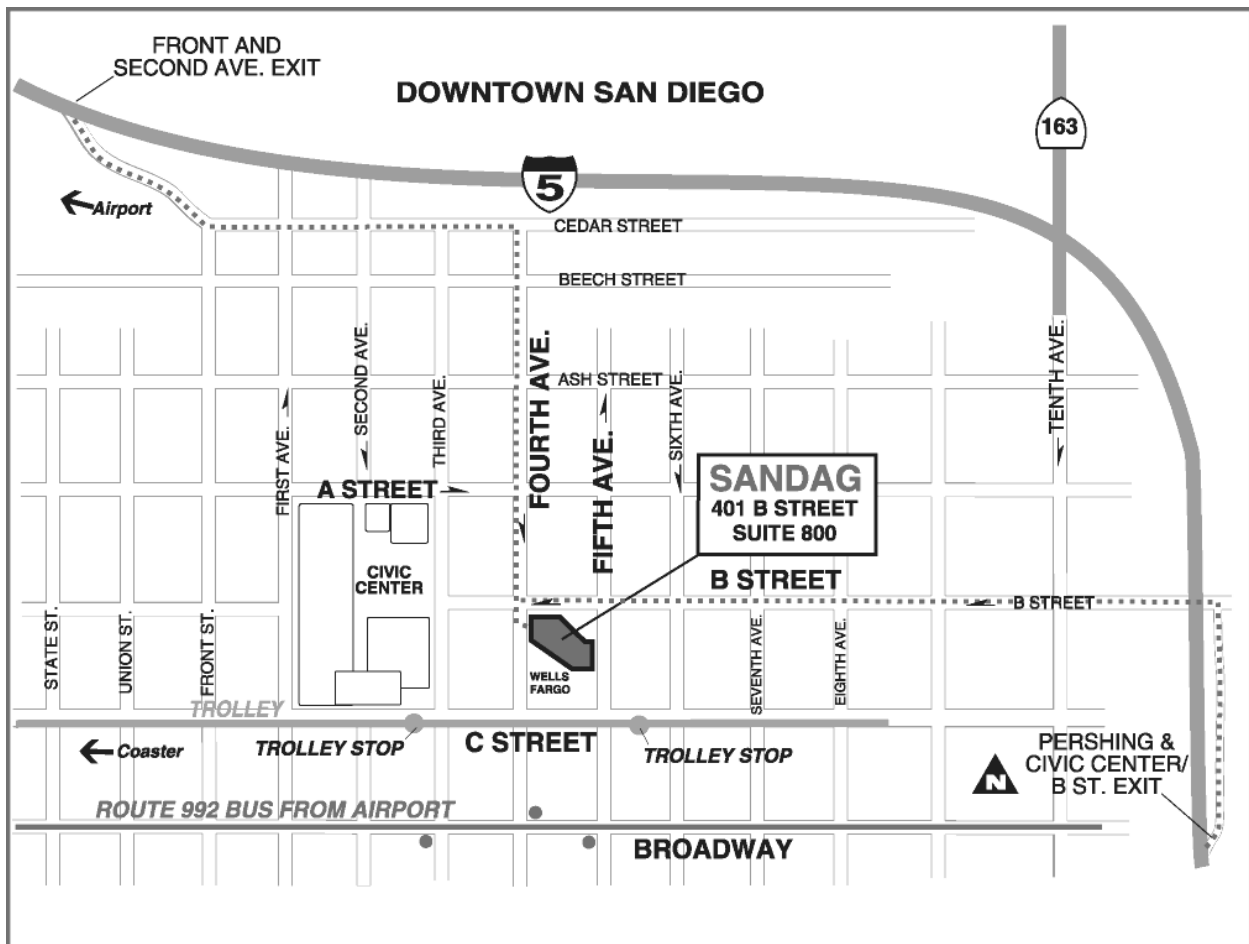 FRONT AND
SECOND AVE. EXIT
DOWNTOWN SAN DIEGO
163
5
Airport
CEDAR STREET
BEECH STREET
ASH STREET
FIRST AVE.
SECOND AVE.
THIRD AVE.
FOURTH AVE.
FIFTH AVE.
SIXTH AVE.
TENTH AVE.
A STREET
SANDAG
401 B STREET
SUITE 800
CIVIC
CENTER
B STREET
B STREET
STATE ST.
UNION ST.
FRONT ST.
WELLS
FARGO
SEVENTH AVE.
EIGHTH AVE.
TROLLEY
TROLLEY STOP
C STREET
TROLLEY STOP
Coaster
N
PERSHING &
CIVIC CENTER/
B ST. EXIT
ROUTE 992 BUS FROM AIRPORT
BROADWAY